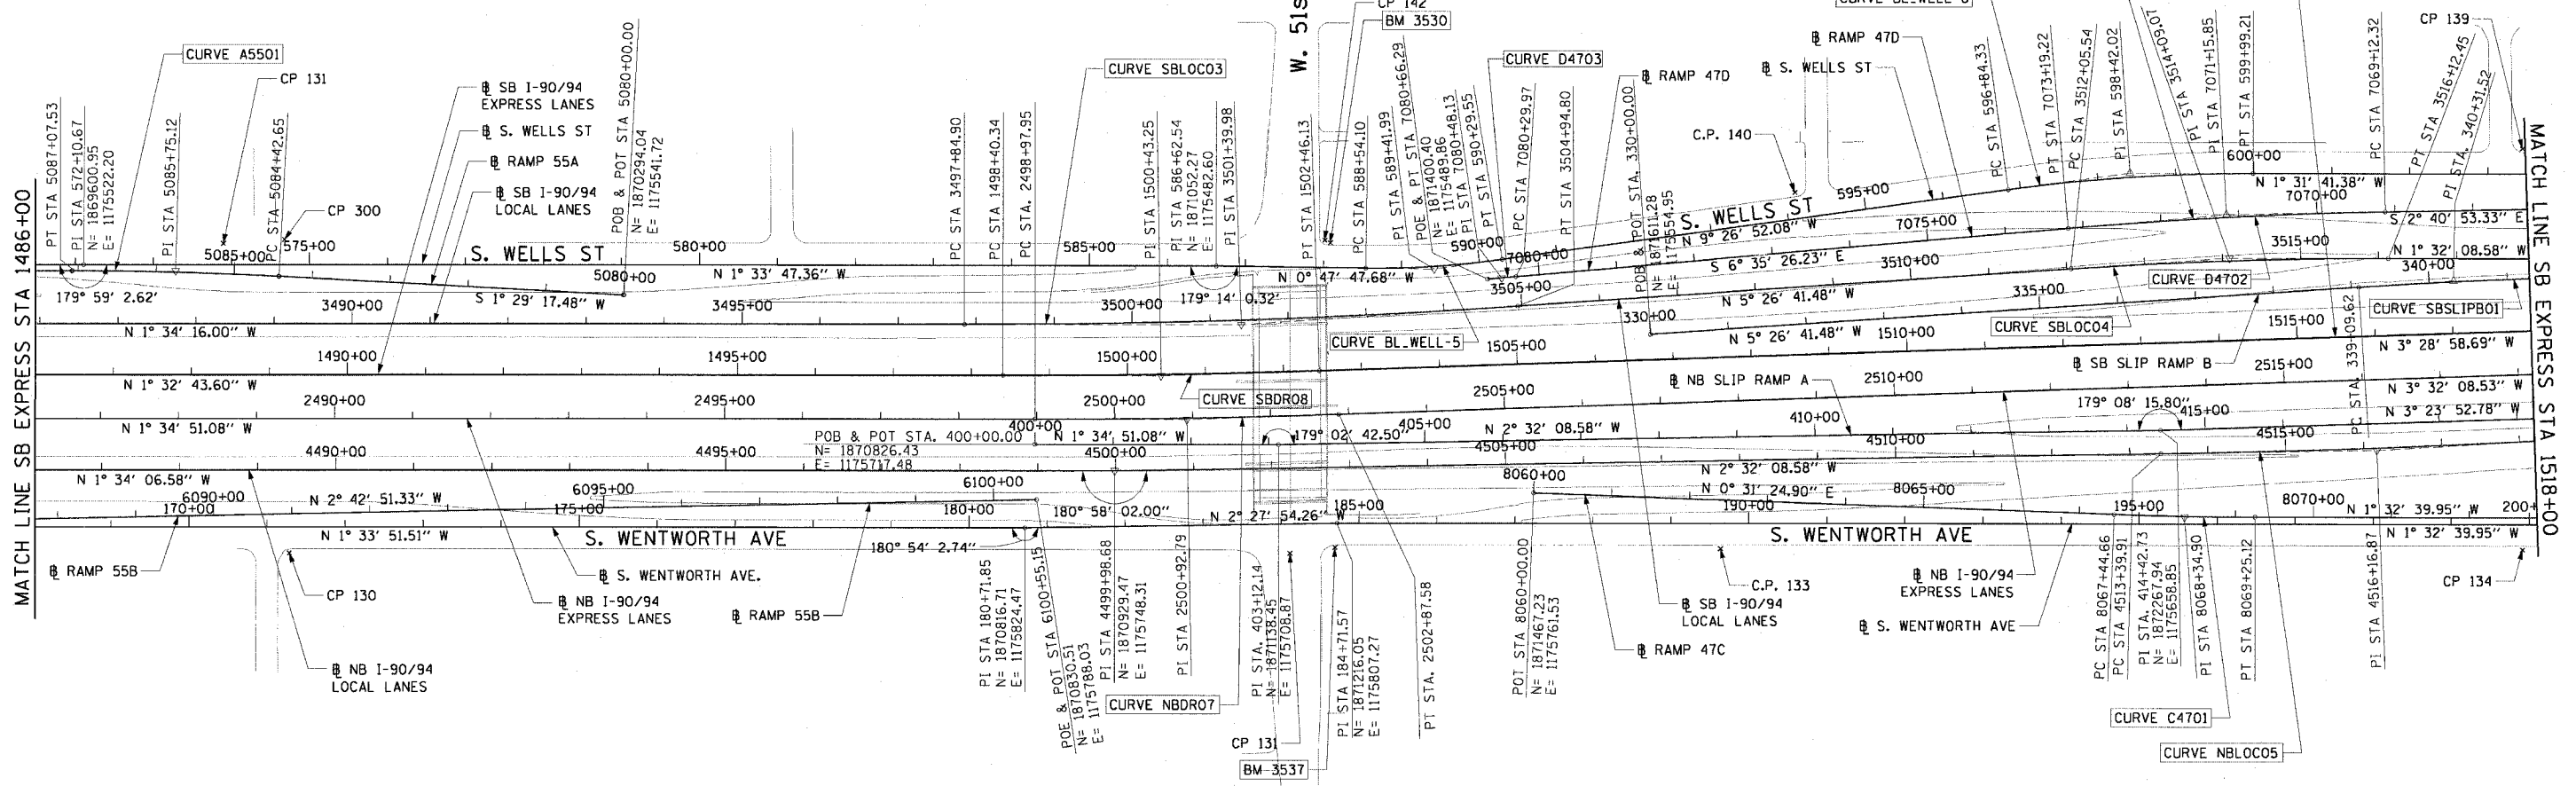 MATCH LINE SB EXPRESS STA 1486+00
PT STA 5087+07.53
PI STA 572+10.67
N= 1869600.95
E= 1175522.20
CURVE A5501
PI STA 5085+75.12
CP 131
PC STA 5084+42.65
CP 300
℄ SB I-90/94
EXPRESS LANES
℄ S. WELLS ST
℄ RAMP 55A
℄ SB I-90/94
LOCAL LANES
POB & POT STA 5080+00.00
N= 1870294.04
E= 1175541.72
5085+00
575+00
S. WELLS ST
580+00
585+00
5080+00
N 1° 33' 47.36" W
179° 59' 2.62'
3490+00
S 1° 29' 17.48" W
3495+00
3500+00
N 1° 34' 16.00" W
PC STA 3497+84.90
PC STA 1498+40.34
PC STA. 2498+97.95
CURVE SBLOC03
PI STA 1500+43.25
PI STA 586+62.54
N= 1871052.27
E= 1175482.60
PI STA 3501+39.98
W. 51s
PT STA 1502+46.13
CP 142
BM 3530
PC STA 588+54.10
PI STA 589+41.99
POE & PT STA 7080+66.29
N= 1871400.40
E= 1175489.86
PI STA 7080+48.13
PT STA 590+29.55
CURVE D4703
PC STA 7080+29.97
PT STA 3504+94.80
℄ RAMP 47D
POB & POT STA. 330+00.00
N= 1871611.28
E= 1175554.95
℄ RAMP 47D
℄ S. WELLS ST
C.P. 140
PC STA 596+84.33
PT STA 7073+19.22
PC STA 3512+05.54
PI STA 598+42.02
PI STA 3514+09.07
PI STA 7071+15.85
PT STA 599+99.21
PC STA 7069+12.32
PT STA 3516+12.45
PI STA. 340+31.52
CP 139
MATCH LINE SB EXPRESS STA 1518+00
590+00
595+00
600+00
S. WELLS ST
N 9° 26' 52.08" W
N 1° 31' 41.38" W
7080+00
7075+00
7070+00
S 6° 35' 26.23" E
S 2° 40' 53.33" E
N 0° 47' 47.68" W
179° 14' 0.32'
3505+00
3510+00
3515+00
N 5° 26' 41.48" W
N 1° 32' 08.58" W
330+00
335+00
340+00
N 5° 26' 41.48" W
CURVE BL_WELL-5
CURVE SBLOC04
CURVE D4702
CURVE SBSLIPB01
1490+00
1495+00
1500+00
1505+00
1510+00
1515+00
N 1° 32' 43.60" W
N 3° 28' 58.69" W
℄ SB SLIP RAMP B
PC STA. 339+09.62
CURVE SBDR08
℄ NB SLIP RAMP A
2490+00
2495+00
2500+00
2505+00
2510+00
2515+00
N 1° 34' 51.08" W
N 3° 32' 08.53" W
179° 08' 15.80"
N 3° 23' 52.78" W
400+00
405+00
410+00
415+00
POB & POT STA. 400+00.00
N= 1870826.43
E= 1175717.48
N 1° 34' 51.08" W
179° 02' 42.50"
N 2° 32' 08.58" W
4490+00
4495+00
4500+00
4505+00
4510+00
4515+00
N 1° 34' 06.58" W
N 2° 32' 08.58" W
6090+00
6095+00
6100+00
8060+00
8065+00
8070+00
N 2° 42' 51.33" W
N 0° 31' 24.90" E
N 1° 32' 39.95" W
170+00
175+00
180+00
185+00
190+00
195+00
200+
180° 58' 02.00"
N 2° 27' 54.26" W
N 1° 33' 51.51" W
S. WENTWORTH AVE
180° 54' 2.74"
S. WENTWORTH AVE
N 1° 32' 39.95" W
℄ RAMP 55B
CP 130
℄ NB I-90/94
LOCAL LANES
℄ S. WENTWORTH AVE.
℄ NB I-90/94
EXPRESS LANES
℄ RAMP 55B
PI STA 180+71.85
N= 1870816.71
E= 1175824.47
POE & POT STA 6100+55.15
N= 1870830.51
E= 1175788.03
PI STA 4499+98.68
N= 1870929.47
E= 1175748.31
PI STA 2500+92.79
CURVE NBDR07
PI STA. 403+12.14
N= 1871138.45
E= 1175708.87
CP 131
BM 3537
PI STA 184+71.57
N= 1871216.05
E= 1175807.27
PT STA. 2502+87.58
POT STA 8060+00.00
N= 1871467.23
E= 1175761.53
℄ RAMP 47C
℄ SB I-90/94
LOCAL LANES
C.P. 133
℄ NB I-90/94
EXPRESS LANES
℄ S. WENTWORTH AVE
PC STA 8067+44.66
PC STA 4513+39.91
PI STA. 414+42.73
N= 1872267.94
E= 1175658.85
PI STA 8068+34.90
PT STA 8069+25.12
PI STA 4516+16.87
CURVE C4701
CURVE NBLOC05
CP 134